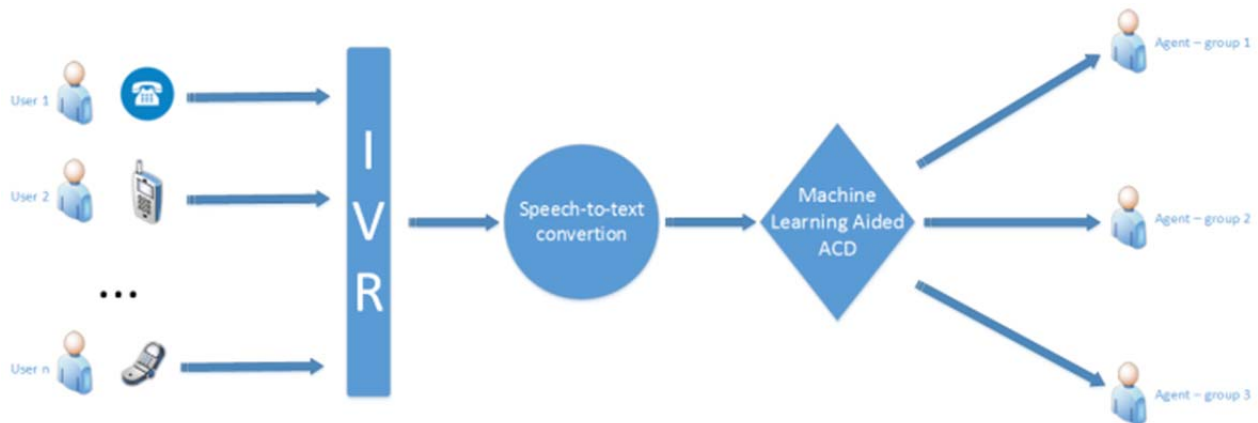 User 1
User 2
...
User n
I
V
R
Speech-to-text
convertion
Machine
Learning Aided
ACD
Agent – group 1
Agent – group 2
Agent – group 3